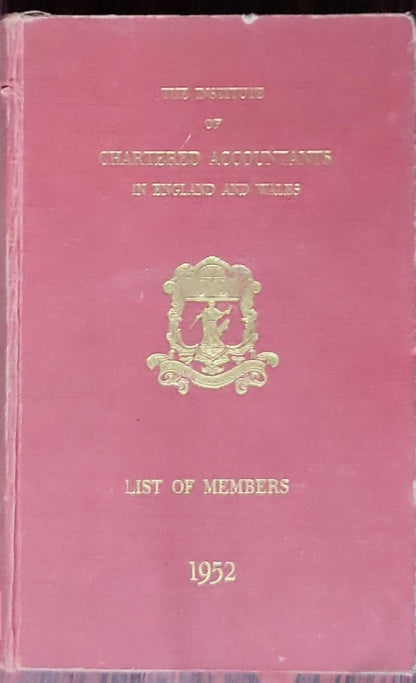 THE INSTITUTE
OF
CHARTERED ACCOUNTANTS
IN ENGLAND AND WALES
LIST OF MEMBERS
1952